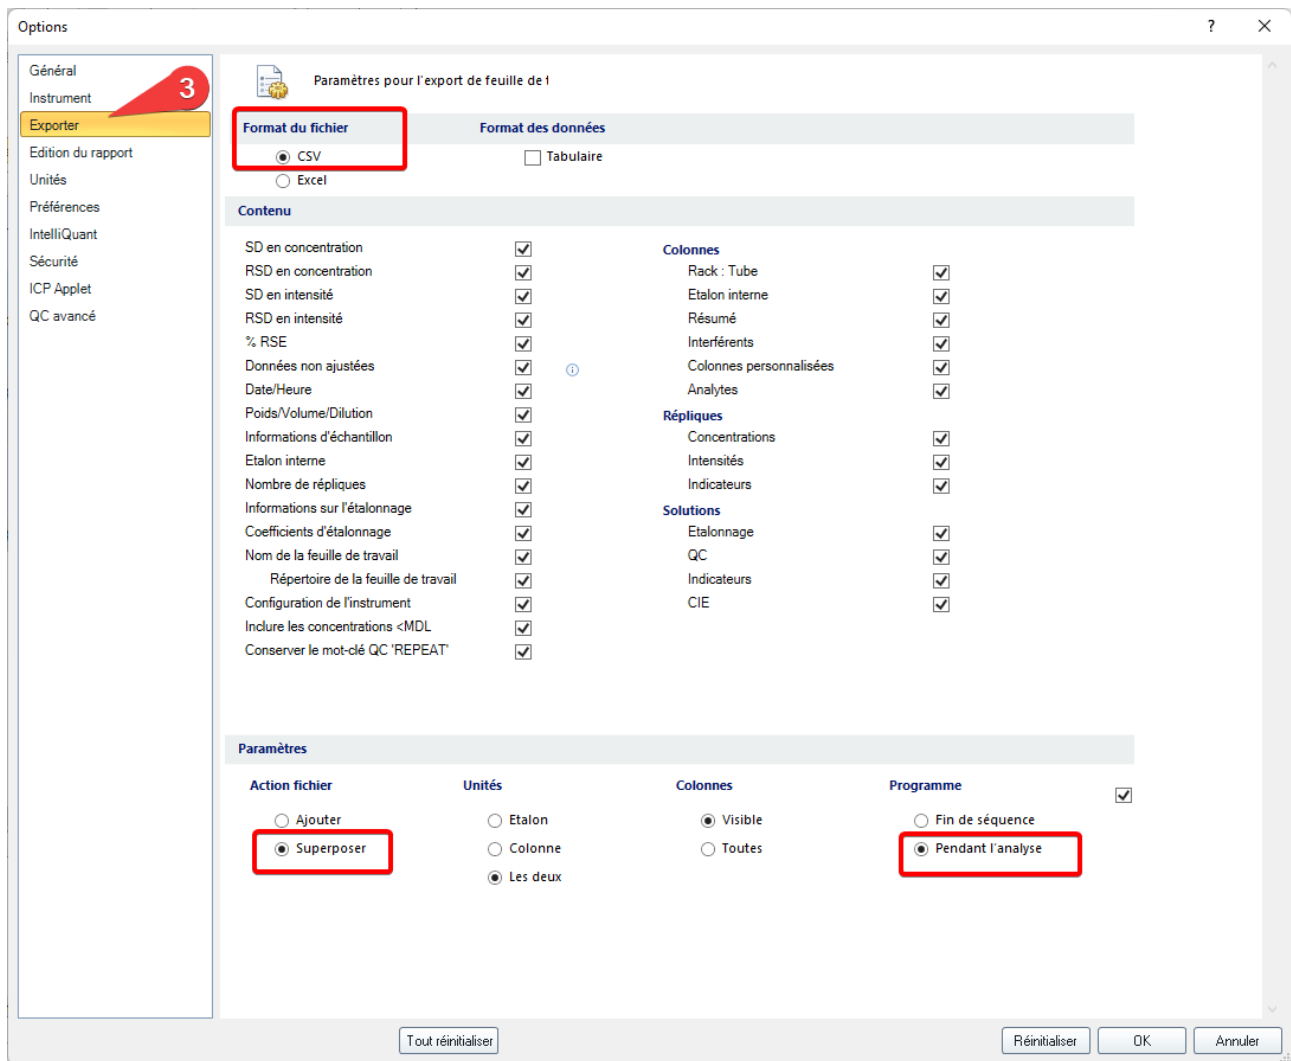 Options
?
Général
Instrument
3
Exporter
Edition du rapport
Unités
Préférences
IntelliQuant
Sécurité
ICP Applet
QC avancé
Paramètres pour l'export de feuille de t
Format du fichier
Format des données
CSV
Tabulaire
Excel
Contenu
SD en concentration
RSD en concentration
SD en intensité
RSD en intensité
% RSE
Données non ajustées
Date/Heure
Poids/Volume/Dilution
Informations d'échantillon
Etalon interne
Nombre de répliques
Informations sur l'étalonnage
Coefficients d'étalonnage
Nom de la feuille de travail
Répertoire de la feuille de travail
Configuration de l'instrument
Inclure les concentrations <MDL
Conserver le mot-clé QC 'REPEAT'
Colonnes
Rack : Tube
Etalon interne
Résumé
Interférents
Colonnes personnalisées
Analytes
Répliques
Concentrations
Intensités
Indicateurs
Solutions
Etalonnage
QC
Indicateurs
CIE
Paramètres
Action fichier
Ajouter
Superposer
Unités
Etalon
Colonne
Les deux
Colonnes
Visible
Toutes
Programme
Fin de séquence
Pendant l'analyse
Tout réinitialiser
Réinitialiser
OK
Annuler